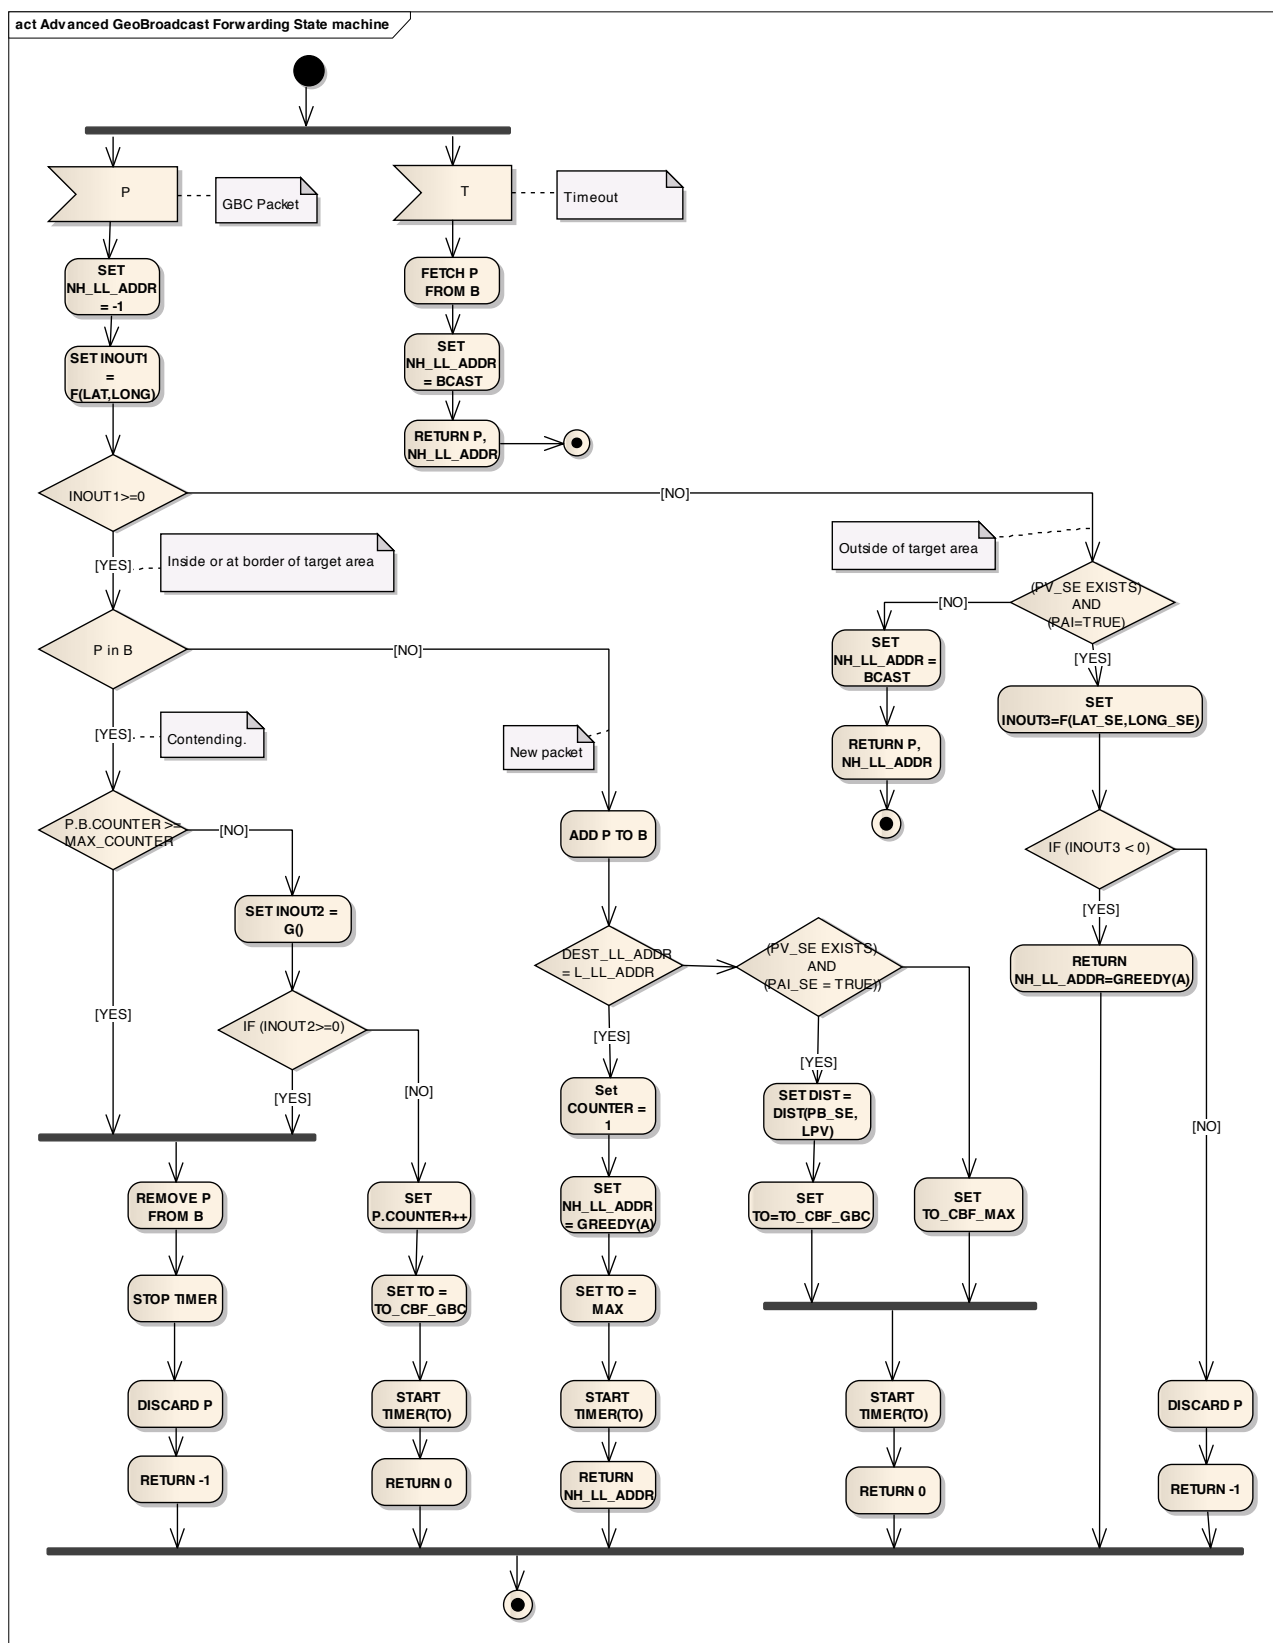 act Advanced GeoBroadcast Forwarding State machine
P
GBC Packet
T
Timeout
SET
NH_LL_ADDR
= -1
FETCH P
FROM B
SET INOUT1
=
F(LAT,LONG)
SET
NH_LL_ADDR
= BCAST
RETURN P,
NH_LL_ADDR
INOUT1>=0
[NO]
[YES]
Inside or at border of target area
Outside of target area
(PV_SE EXISTS)
AND
(PAI=TRUE)
[NO]
[YES]
SET
NH_LL_ADDR =
BCAST
RETURN P,
NH_LL_ADDR
SET
INOUT3=F(LAT_SE,LONG_SE)
P in B
[NO]
[YES]
Contending.
New packet
P.B.COUNTER >=
MAX_COUNTER
[NO]
[YES]
ADD P TO B
IF (INOUT3 < 0)
[YES]
[NO]
SET INOUT2 =
G()
IF (INOUT2>=0)
[YES]
[NO]
DEST_LL_ADDR
= L_LL_ADDR
[YES]
(PV_SE EXISTS)
AND
(PAI_SE = TRUE))
[YES]
RETURN
NH_LL_ADDR=GREEDY(A)
Set
COUNTER =
1
SET DIST =
DIST(PB_SE,
LPV)
REMOVE P
FROM B
SET
P.COUNTER++
SET
NH_LL_ADDR
= GREEDY(A)
SET
TO=TO_CBF_GBC
SET
TO_CBF_MAX
STOP TIMER
SET TO =
TO_CBF_GBC
SET TO =
MAX
DISCARD P
START
TIMER(TO)
START
TIMER(TO)
START
TIMER(TO)
DISCARD P
RETURN -1
RETURN 0
RETURN
NH_LL_ADDR
RETURN 0
RETURN -1